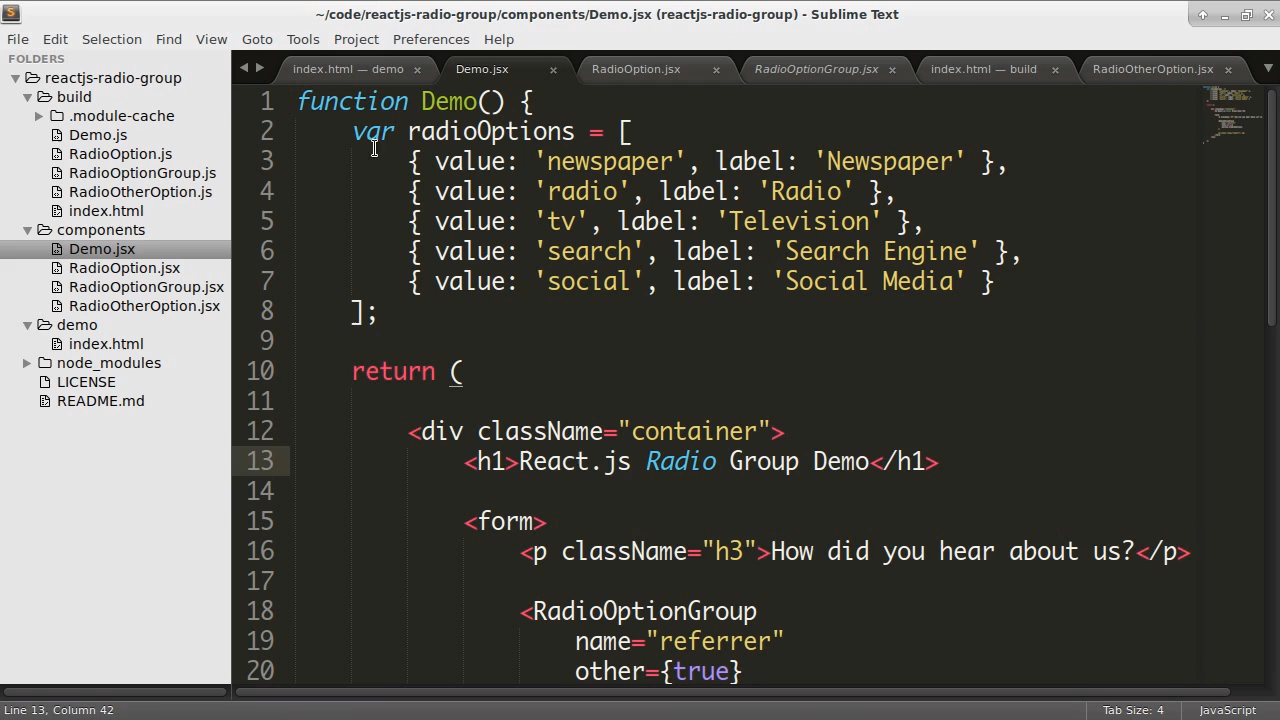 ~/code/reactjs-radio-group/components/Demo.jsx (reactjs-radio-group) - Sublime Text
File Edit Selection Find View Goto Tools Project Preferences Help
FOLDERS
reactjs-radio-group
build
.module-cache
Demo.js
RadioOption.js
RadioOptionGroup.js
RadioOtherOption.js
index.html
components
Demo.jsx
RadioOption.jsx
RadioOptionGroup.jsx
RadioOtherOption.jsx
demo
index.html
node_modules
LICENSE
README.md
index.html — demo × Demo.jsx × RadioOption.jsx × RadioOptionGroup.jsx × index.html — build × RadioOtherOption.jsx ×
1 function Demo() {
2     var radioOptions = [
3         { value: 'newspaper', label: 'Newspaper' },
4         { value: 'radio', label: 'Radio' },
5         { value: 'tv', label: 'Television' },
6         { value: 'search', label: 'Search Engine' },
7         { value: 'social', label: 'Social Media' }
8     ];
9
10     return (
11
12         <div className="container">
13             <h1>React.js Radio Group Demo</h1>
14
15             <form>
16                 <p className="h3">How did you hear about us?</p>
17
18                 <RadioOptionGroup
19                     name="referrer"
20                     other={true}
Line 13, Column 42 Tab Size: 4 JavaScript